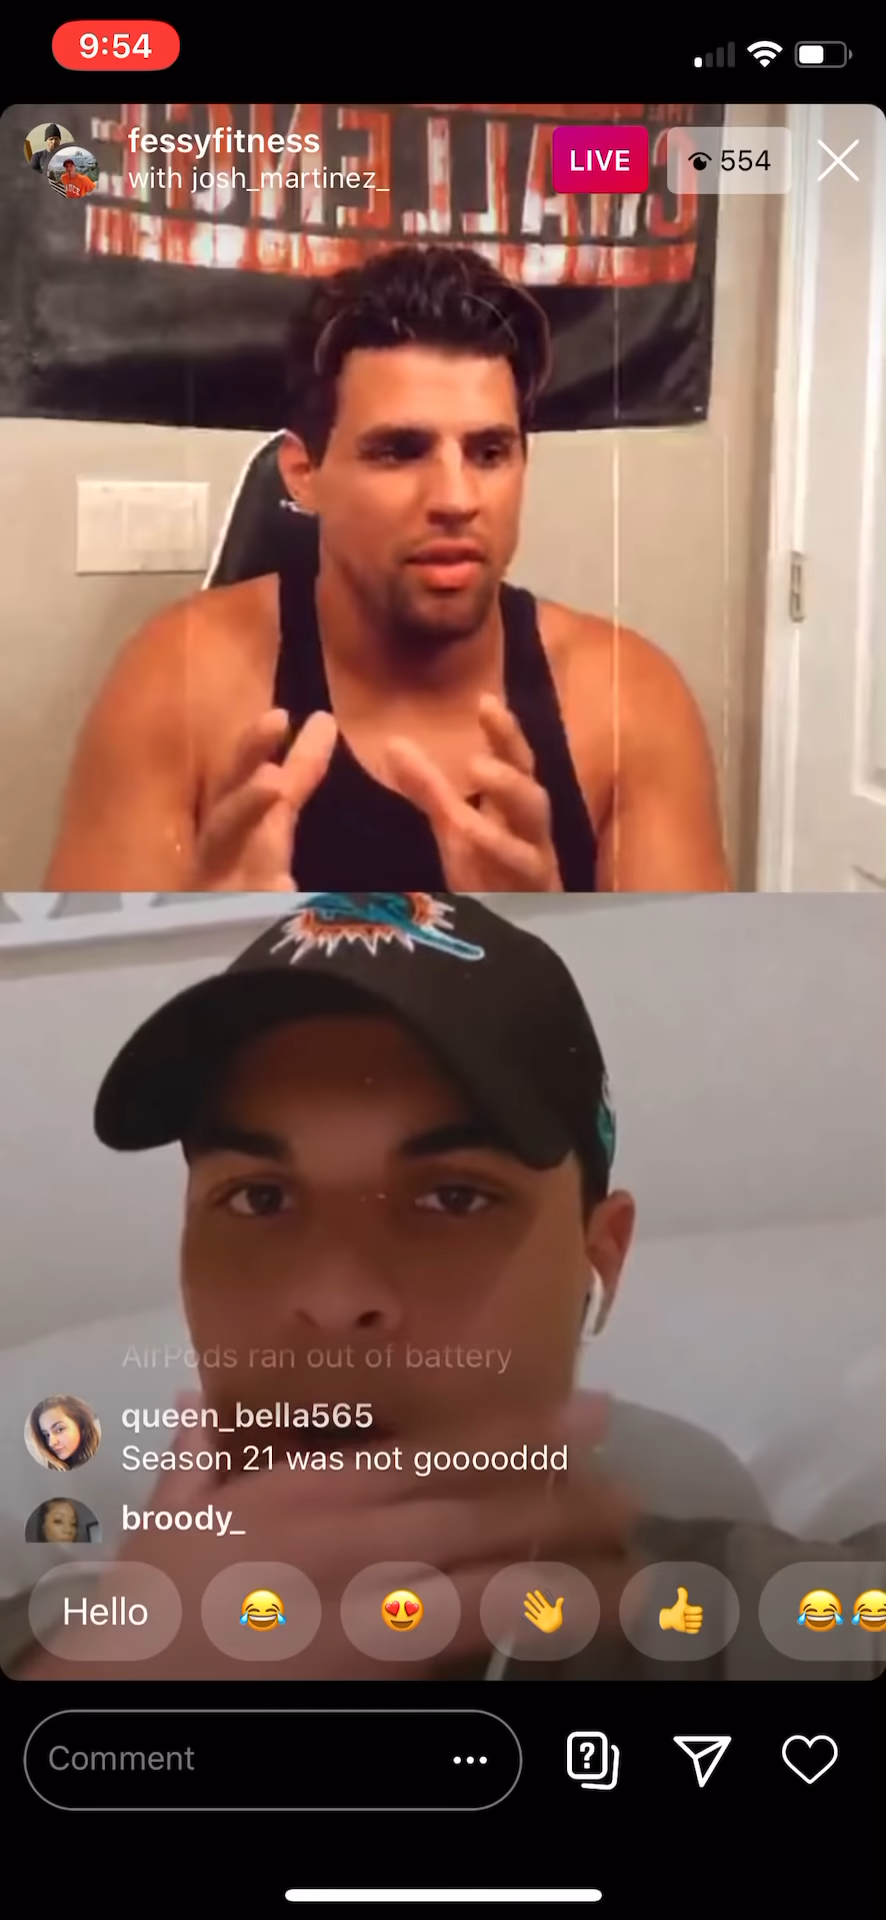 9:54
fessyfitness
with josh_martinez_
LIVE
554
AirPods ran out of battery
queen_bella565
Season 21 was not gooooddd
broody_
Hello
Comment